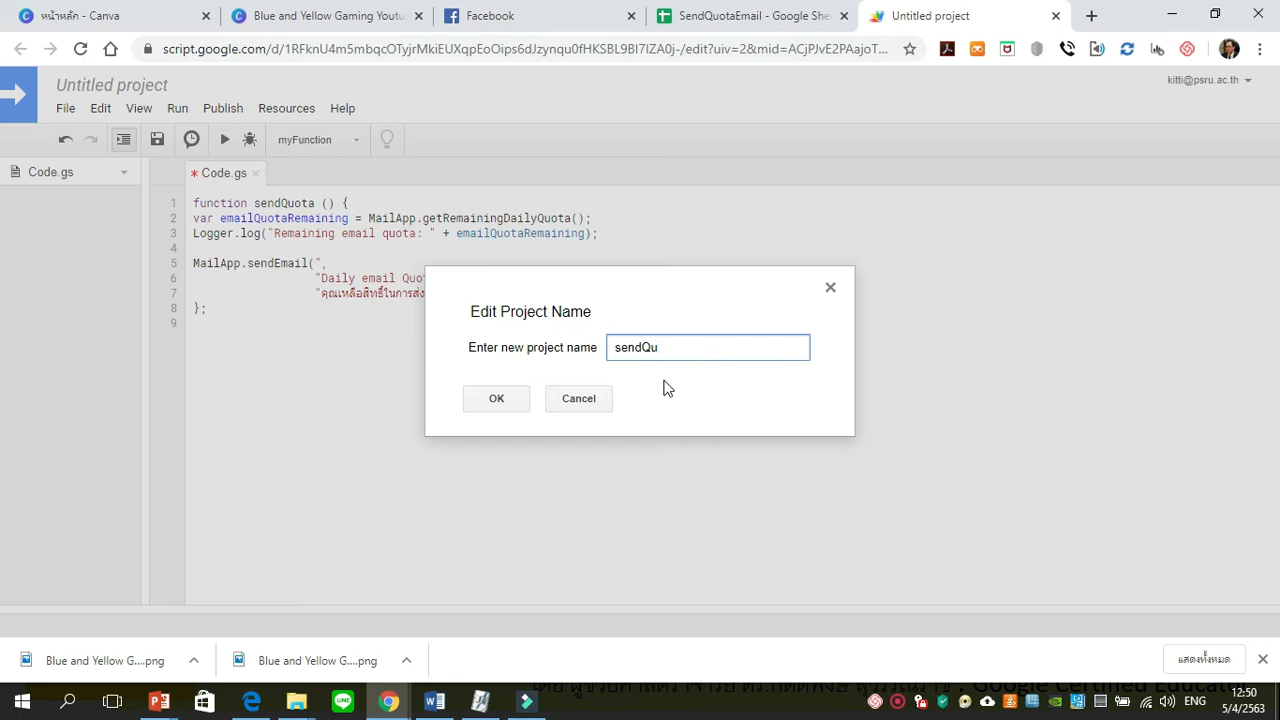 หน้าหลัก - Canva
Blue and Yellow Gaming Youtu
Facebook
SendQuotaEmail - Google She
Untitled project
script.google.com/d/1RFknU4m5mbqcOTyjrMkiEUXqpEoOips6dJzynqu0fHKSBL9Bl7IZA0j-/edit?uiv=2&mid=ACjPJvE2PAajoT...
Untitled project
kitti@psru.ac.th
File Edit View Run Publish Resources Help
myFunction
Code.gs
* Code.gs
1 function sendQuota () {
2 var emailQuotaRemaining = MailApp.getRemainingDailyQuota();
3 Logger.log("Remaining email quota: " + emailQuotaRemaining);
4
5 MailApp.sendEmail(",
6 "Daily email Quo
7 "คุณเหลือสิทธิ์ในการส่ง
8 };
9
Edit Project Name
Enter new project name sendQu
OK Cancel
Blue and Yellow G....png
Blue and Yellow G....png
แสดงทั้งหมด
Google Certified Educato
ENG
12:50
5/4/2563